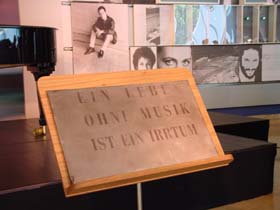 EIN LEBEN
OHNE MUSIK
IST EIN IRRTUM